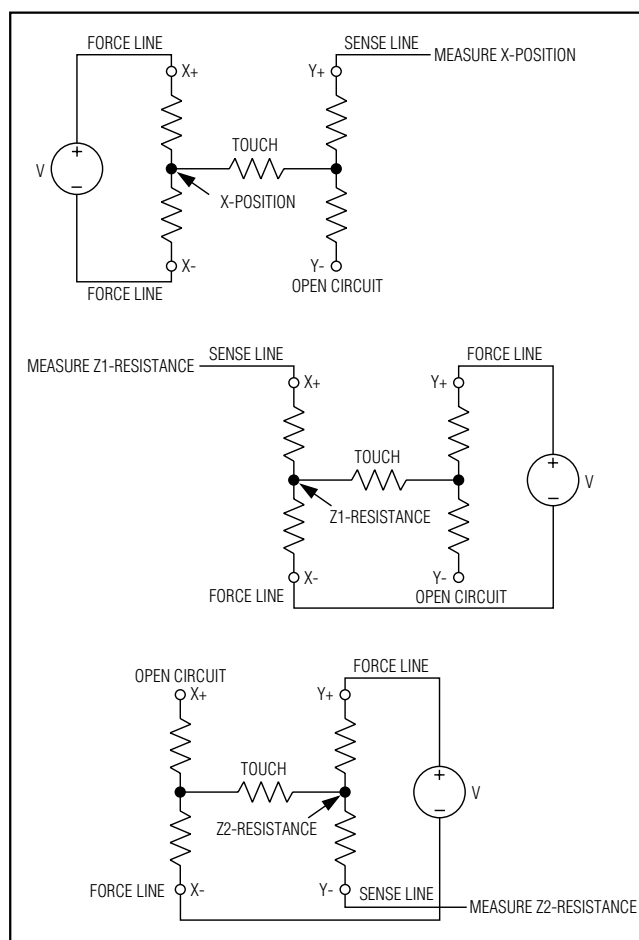 FORCE LINE
SENSE LINE
MEASURE X-POSITION
X+
Y+
TOUCH
V
+
−
X-POSITION
X-
Y-
FORCE LINE
OPEN CIRCUIT
MEASURE Z1-RESISTANCE
SENSE LINE
FORCE LINE
X+
Y+
TOUCH
+
−
V
Z1-RESISTANCE
X-
Y-
FORCE LINE
OPEN CIRCUIT
OPEN CIRCUIT
FORCE LINE
X+
Y+
TOUCH
+
−
V
Z2-RESISTANCE
FORCE LINE
X-
Y-
SENSE LINE
MEASURE Z2-RESISTANCE